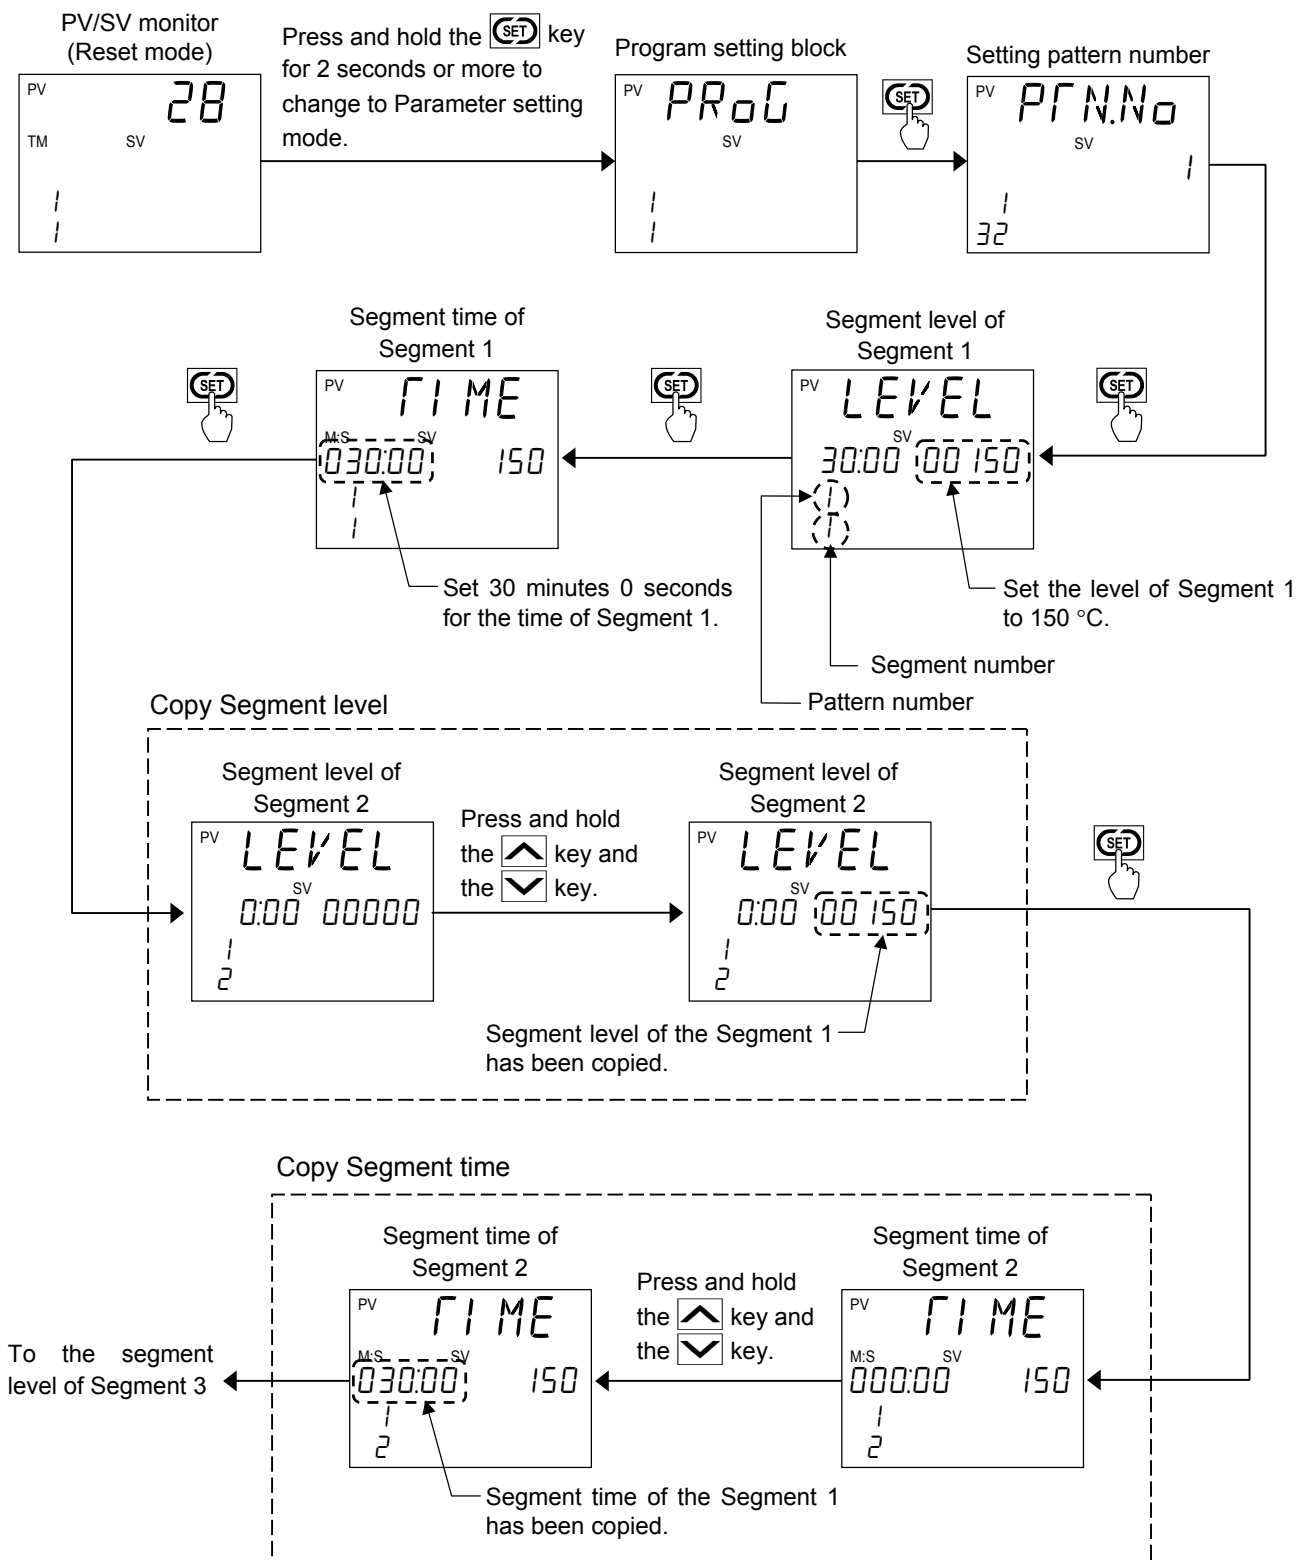 PV/SV monitor
(Reset mode)
PV
28
TM SV
1
1
Press and hold the SET key
for 2 seconds or more to
change to Parameter setting
mode.
Program setting block
PV PRoG
SV
1
1
SET
Setting pattern number
PV PTN.No
SV
1
1
32
SET
Segment level of
Segment 1
PV LEVEL
SV
30:00 00150
1
1
Set the level of Segment 1
to 150 °C.
Segment number
Pattern number
SET
Segment time of
Segment 1
PV TIME
M:S SV
030:00 150
1
1
Set 30 minutes 0 seconds
for the time of Segment 1.
SET
Copy Segment level
Segment level of
Segment 2
PV LEVEL
SV
0:00 00000
1
2
Press and hold
the key and
the key.
Segment level of
Segment 2
PV LEVEL
SV
0:00 00150
1
2
Segment level of the Segment 1
has been copied.
SET
Copy Segment time
Segment time of
Segment 2
PV TIME
M:S SV
000:00 150
1
2
Press and hold
the key and
the key.
Segment time of
Segment 2
PV TIME
M:S SV
030:00 150
1
2
Segment time of the Segment 1
has been copied.
To the segment
level of Segment 3